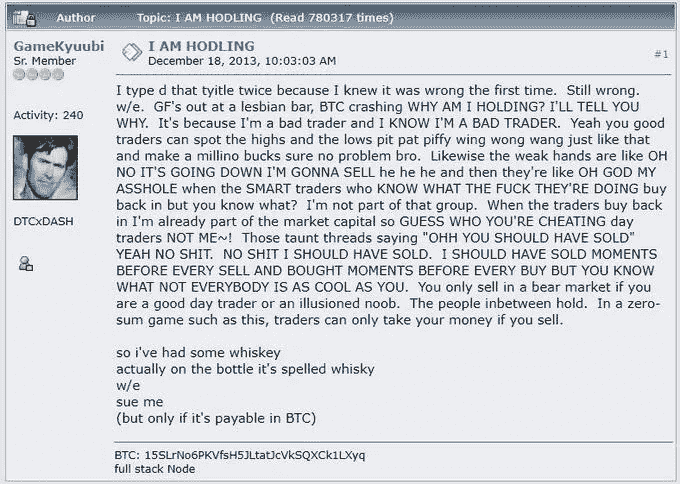 Author Topic: I AM HODLING (Read 780317 times)
GameKyuubi
Sr. Member
Activity: 240
DTCxDASH
I AM HODLING
December 18, 2013, 10:03:03 AM
#1
I type d that tyitle twice because I knew it was wrong the first time. Still wrong.
w/e. GF's out at a lesbian bar, BTC crashing WHY AM I HOLDING? I'LL TELL YOU
WHY. It's because I'm a bad trader and I KNOW I'M A BAD TRADER. Yeah you good
traders can spot the highs and the lows pit pat piffy wing wong wang just like that
and make a millino bucks sure no problem bro. Likewise the weak hands are like OH
NO IT'S GOING DOWN I'M GONNA SELL he he he and then they're like OH GOD MY
ASSHOLE when the SMART traders who KNOW WHAT THE FUCK THEY'RE DOING buy
back in but you know what? I'm not part of that group. When the traders buy back
in I'm already part of the market capital so GUESS WHO YOU'RE CHEATING day
traders NOT ME~! Those taunt threads saying "OHH YOU SHOULD HAVE SOLD"
YEAH NO SHIT. NO SHIT I SHOULD HAVE SOLD. I SHOULD HAVE SOLD MOMENTS
BEFORE EVERY SELL AND BOUGHT MOMENTS BEFORE EVERY BUY BUT YOU KNOW
WHAT NOT EVERYBODY IS AS COOL AS YOU. You only sell in a bear market if you
are a good day trader or an illusioned noob. The people inbetween hold. In a zero-
sum game such as this, traders can only take your money if you sell.
so i've had some whiskey
actually on the bottle it's spelled whisky
w/e
sue me
(but only if it's payable in BTC)
BTC: 15SLrNo6PKVfsH5JLtatJcVkSQXCk1LXyq
full stack Node